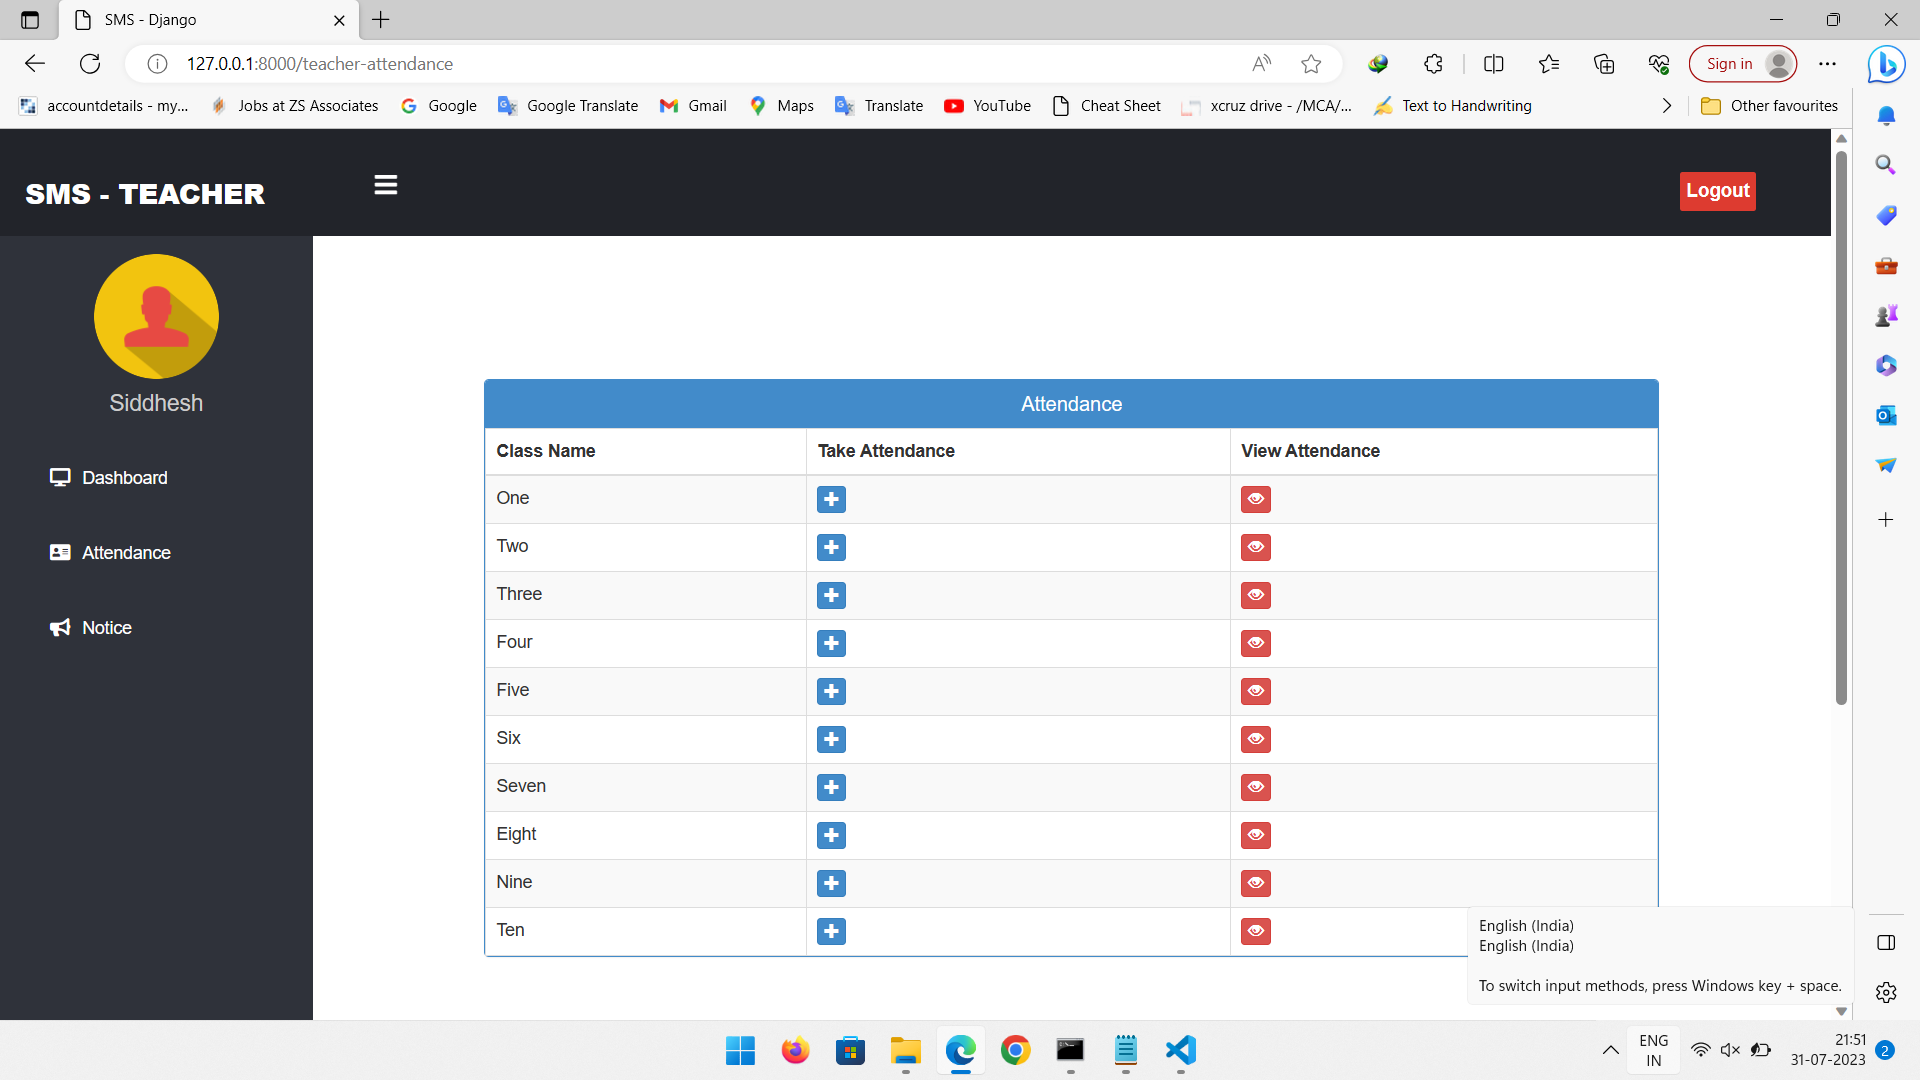 SMS - Django
127.0.0.1:8000/teacher-attendance
Sign in
accountdetails - my... Jobs at ZS Associates Google Google Translate Gmail Maps Translate YouTube Cheat Sheet xcruz drive - /MCA/... Text to Handwriting Other favourites
SMS - TEACHER
Logout
Siddhesh
Dashboard
Attendance
Notice
Attendance
Class Name Take Attendance View Attendance
One
Two
Three
Four
Five
Six
Seven
Eight
Nine
Ten
English (India)
English (India)
To switch input methods, press Windows key + space.
ENG
IN
21:51
31-07-2023
2